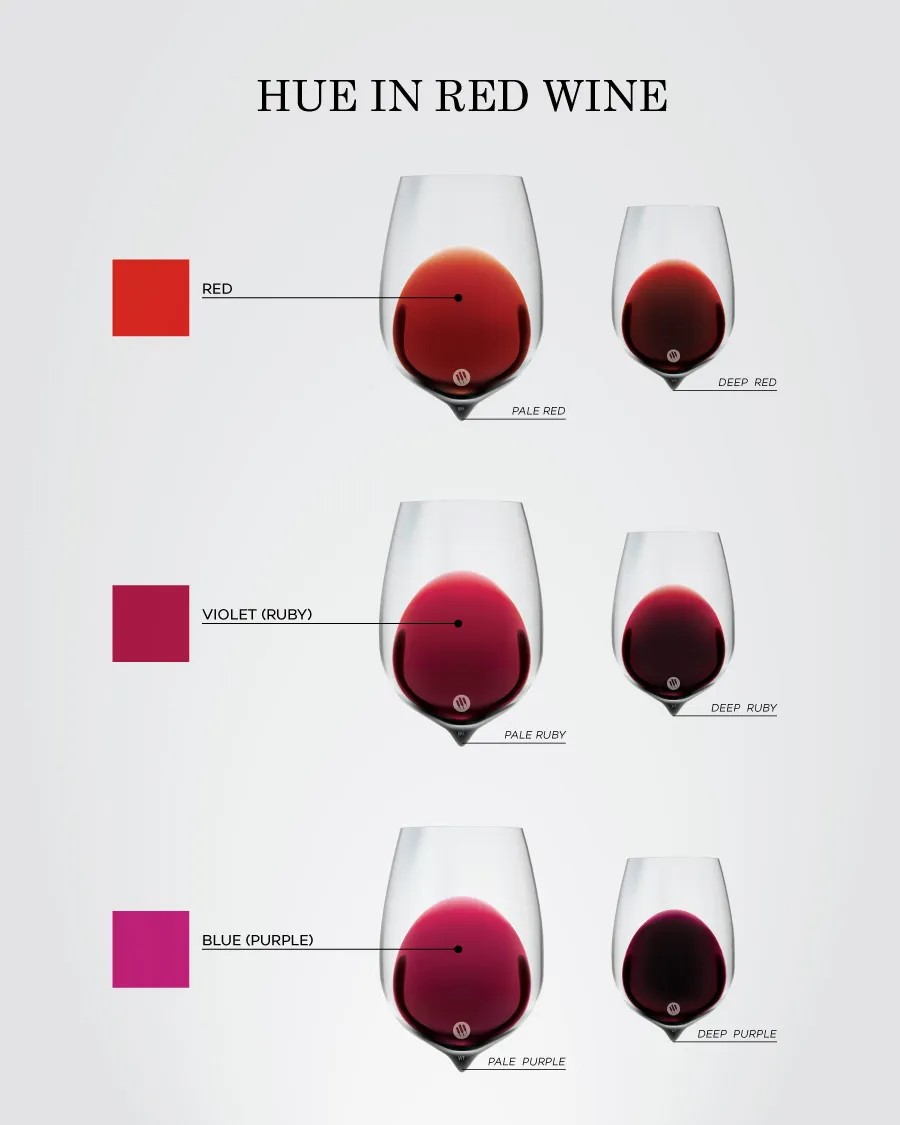 HUE IN RED WINE
RED
PALE RED
DEEP RED
VIOLET (RUBY)
PALE RUBY
DEEP RUBY
BLUE (PURPLE)
PALE PURPLE
DEEP PURPLE